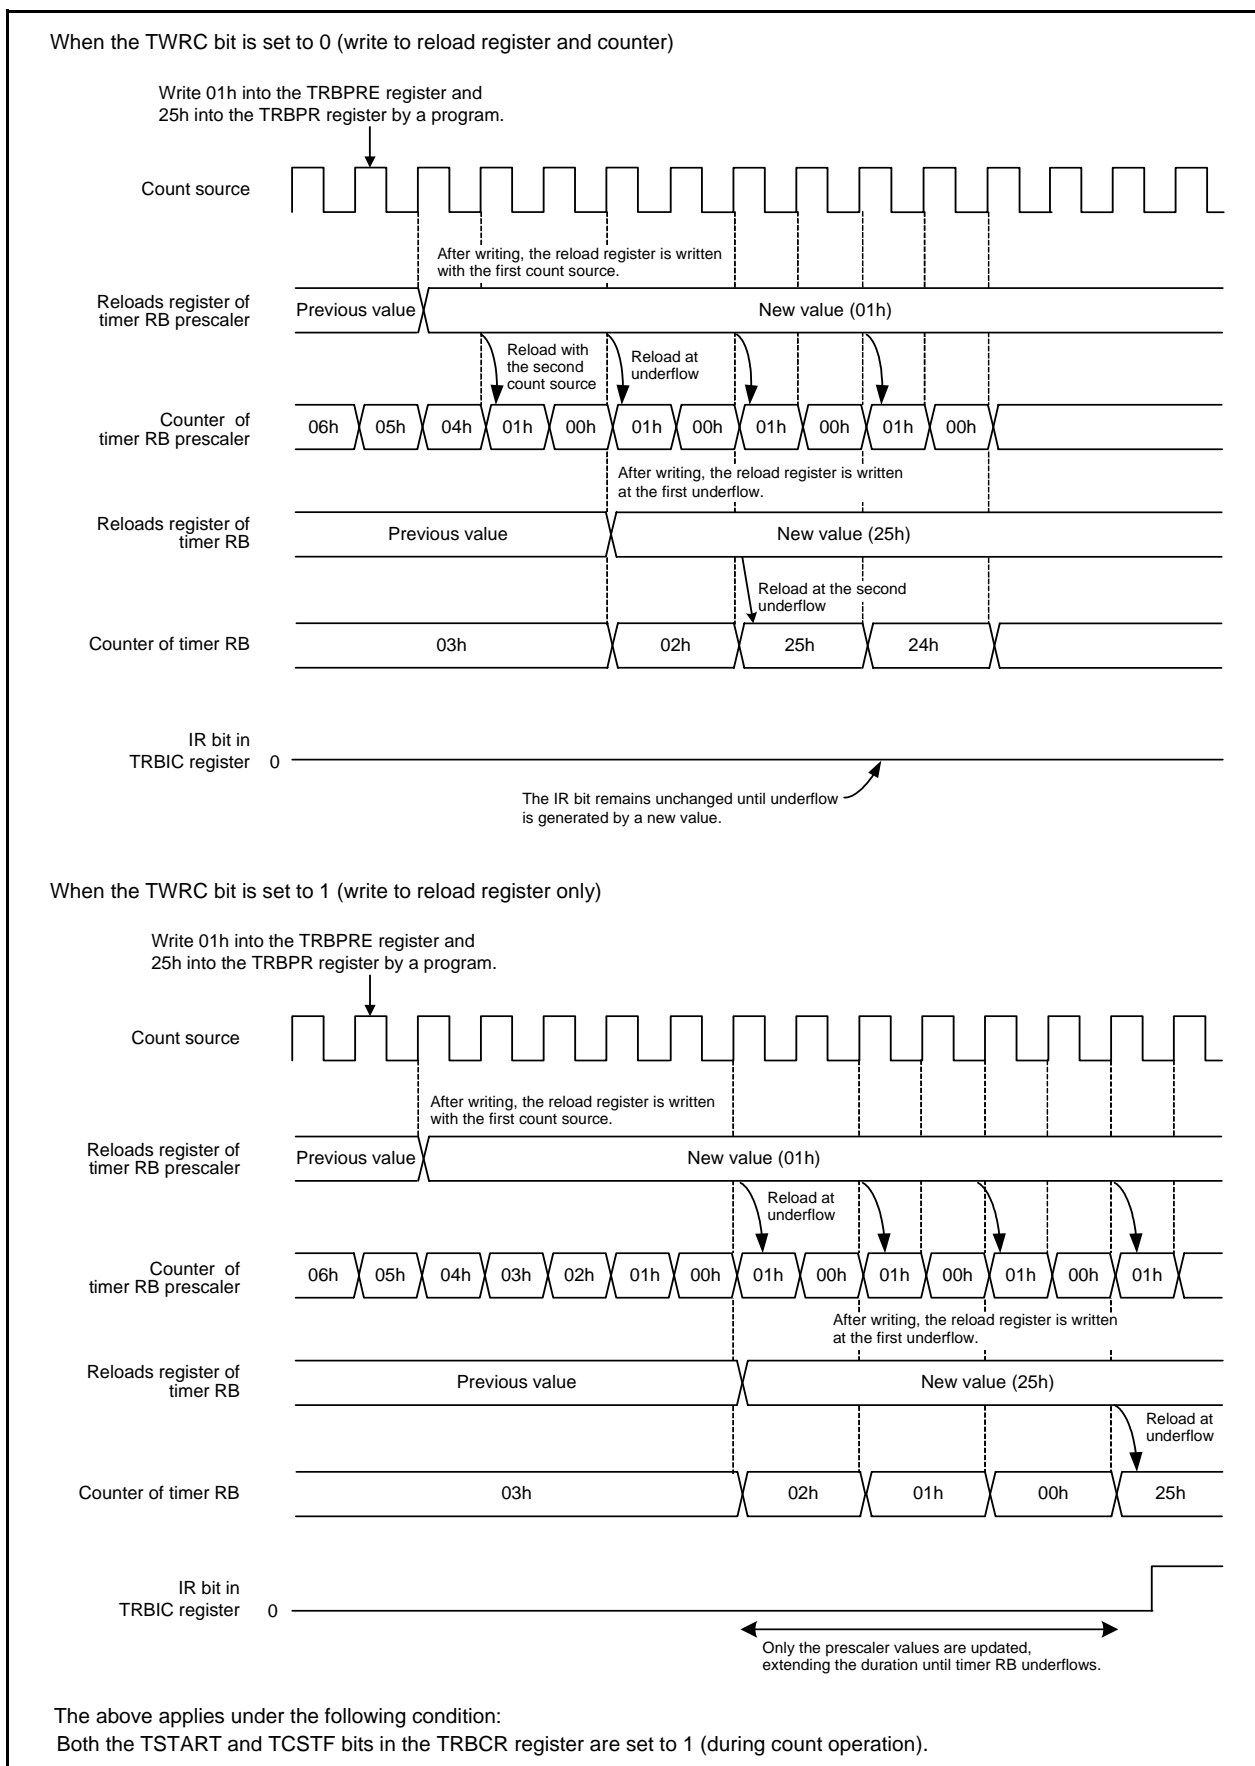 When the TWRC bit is set to 0 (write to reload register and counter)
Write 01h into the TRBPRE register and
25h into the TRBPR register by a program.
Count source
After writing, the reload register is written
with the first count source.
Reloads register of
timer RB prescaler
Previous value
New value (01h)
Reload with
the second
count source
Reload at
underflow
Counter of
timer RB prescaler
06h 05h 04h 01h 00h 01h 00h 01h 00h 01h 00h
After writing, the reload register is written
at the first underflow.
Reloads register of
timer RB
Previous value
New value (25h)
Reload at the second
underflow
Counter of timer RB
03h 02h 25h 24h
IR bit in
TRBIC register 0
The IR bit remains unchanged until underflow
is generated by a new value.
When the TWRC bit is set to 1 (write to reload register only)
Write 01h into the TRBPRE register and
25h into the TRBPR register by a program.
Count source
After writing, the reload register is written
with the first count source.
Reloads register of
timer RB prescaler
Previous value
New value (01h)
Reload at
underflow
Counter of
timer RB prescaler
06h 05h 04h 03h 02h 01h 00h 01h 00h 01h 00h 01h 00h 01h
After writing, the reload register is written
at the first underflow.
Reloads register of
timer RB
Previous value
New value (25h)
Reload at
underflow
Counter of timer RB
03h 02h 01h 00h 25h
IR bit in
TRBIC register 0
Only the prescaler values are updated,
extending the duration until timer RB underflows.
The above applies under the following condition:
Both the TSTART and TCSTF bits in the TRBCR register are set to 1 (during count operation).